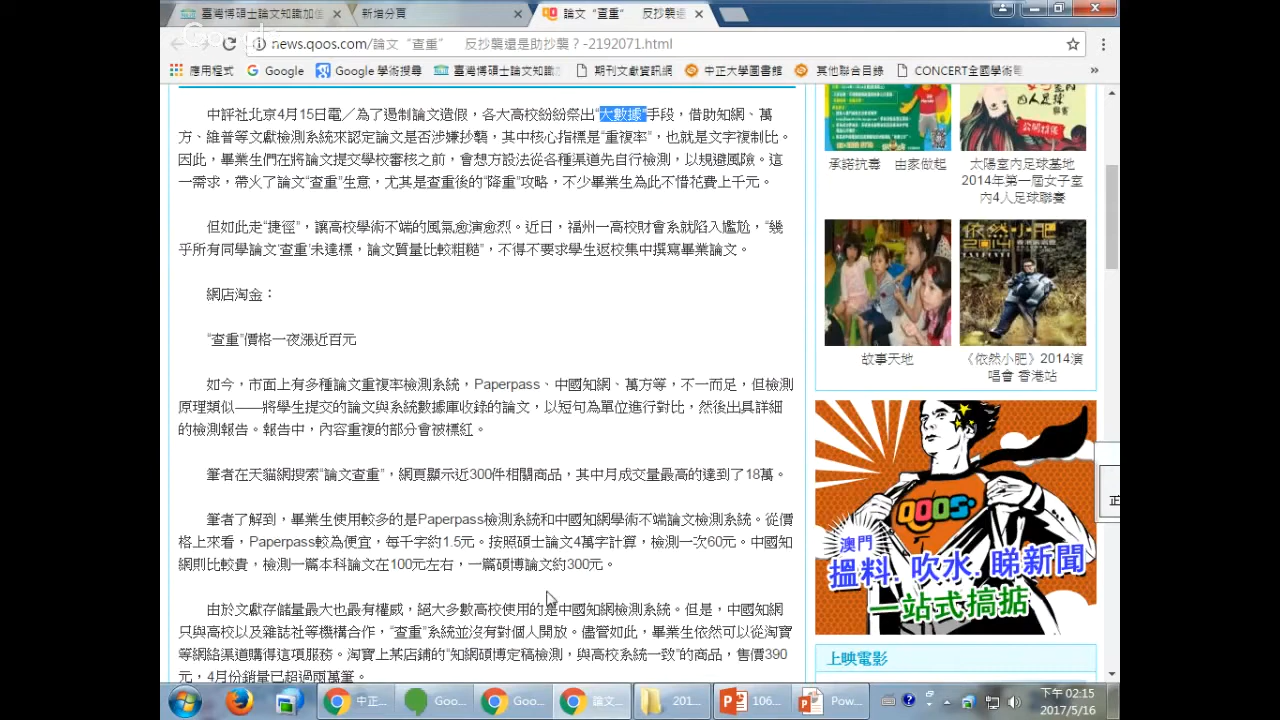 臺灣博碩士論文知識加值
新增分頁
論文“查重” 反抄襲還
news.qoos.com/論文“查重” 反抄襲還是助抄襲？-2192071.html
應用程式
Google
Google 學術搜尋
臺灣博碩士論文知識加
期刊文獻資訊網
中正大學圖書館
其他聯合目錄
CONCERT全國學術電
»
中評社北京4月15日電／為了遏制論文造假，各大高校紛紛祭出“大數據”手段，借助知網、萬
方、維普等文獻檢測系統判定論文是否塗嫌抄襲，其中核心指標是“重複率”，也就是文字複制比。
因此，畢業生們在將論文提交學校審核之前，會想方設法從各種渠道先自行檢測，以規避風險。這
一需求，帶火了論文“查重”生意，尤其是查重後的“降重”攻略，不少畢業生為此不惜花費上千元。
但如此走“捷徑”，讓高校學術不端的風氣愈演愈烈。近日，福州一高校財會系就陷入尷尬，“幾
乎所有同學論文‘查重’未達標，論文質量比較粗糙”，不得不要求學生返校集中撰寫畢業論文。
網店淘金：
“查重”價格一夜漲近百元
如今，市面上有多種論文重複率檢測系統，Paperpass、中國知網、萬方等，不一而足，但檢測
原理類似——將學生提交的論文與系統數據庫收錄的論文，以短句為單位進行對比，然後出具詳細
的檢測報告。報告中，內容重複的部分會被標紅。
筆者在天貓網搜索“論文查重”，網頁顯示近300件相關商品，其中月成交量最高的達到了18萬。
筆者了解到，畢業生使用較多的是Paperpass檢測系統和中國知網學術不端論文檢測系統。從價
格上來看，Paperpass較為便宜，每千字約1.5元。按照碩士論文4萬字計算，檢測一次60元。中國知
網則比較貴，檢測一篇本科論文在100元左右，一篇碩博論文約300元。
由於文獻存儲量最大也最有權威，絕大多數高校使用的是中國知網檢測系統。但是，中國知網
只與高校以及雜誌社等機構合作，“查重”系統並沒有對個人開放。儘管如此，畢業生依然可以從淘寶
等網絡渠道購得這項服務。淘寶上某店鋪的“知網碩博定稿檢測，與高校系統一致”的商品，售價390
元，4月份銷量已超過兩萬筆。
承諾抗毒 由家做起
公開招募
太陽室內足球基地
2014年第一屆女子室
內4人足球聯賽
故事天地
依然小肥
2014
《依然小肥》2014演
唱會 香港站
QOOS
澳門
搵料. 吹水. 睇新聞
一站式搞掂
上映電影
正
中正...
Goo...
Goo...
論文...
201...
106...
Pow...
下午 02:15
2017/5/16